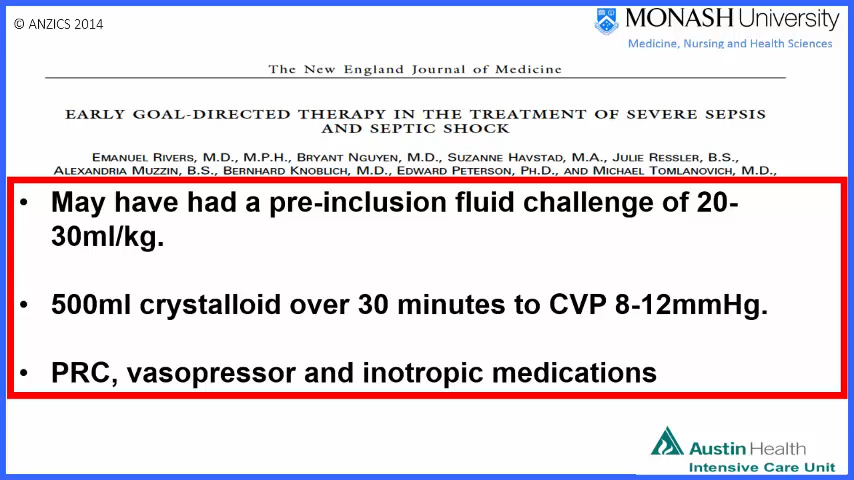 © ANZICS 2014
MONASH University
Medicine, Nursing and Health Sciences
The New England Journal of Medicine
EARLY GOAL-DIRECTED THERAPY IN THE TREATMENT OF SEVERE SEPSIS
AND SEPTIC SHOCK
EMANUEL RIVERS, M.D., M.P.H., BRYANT NGUYEN, M.D., SUZANNE HAVSTAD, M.A., JULIE RESSLER, B.S.,
ALEXANDRIA MUZZIN, B.S., BERNHARD KNOBLICH, M.D., EDWARD PETERSON, PH.D., AND MICHAEL TOMLANOVICH, M.D.,
• May have had a pre-inclusion fluid challenge of 20-
30ml/kg.
• 500ml crystalloid over 30 minutes to CVP 8-12mmHg.
• PRC, vasopressor and inotropic medications
Austin Health
Intensive Care Unit